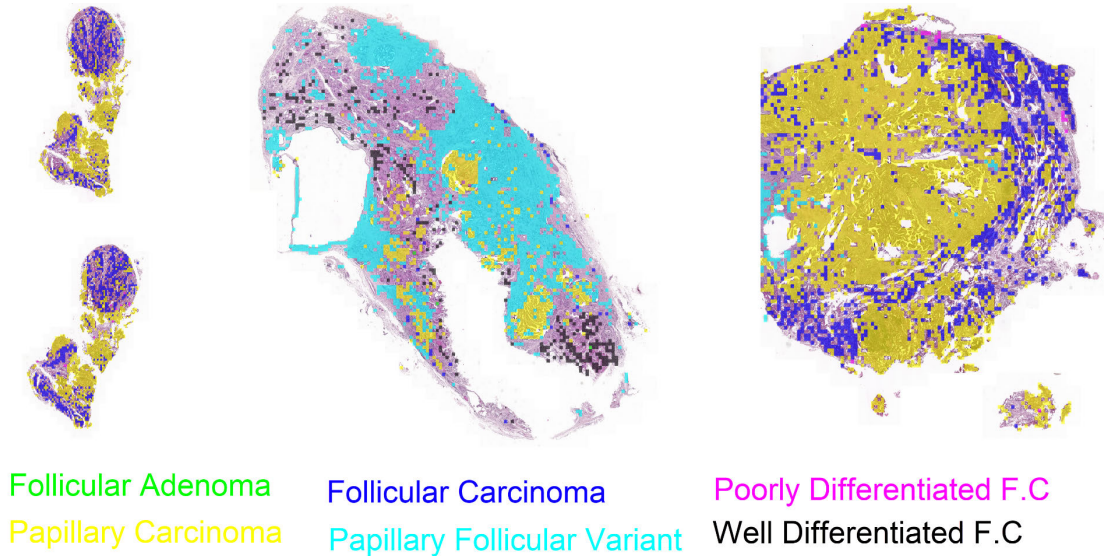 Follicular Adenoma
Follicular Carcinoma
Poorly Differentiated F.C
Papillary Carcinoma
Papillary Follicular Variant
Well Differentiated F.C